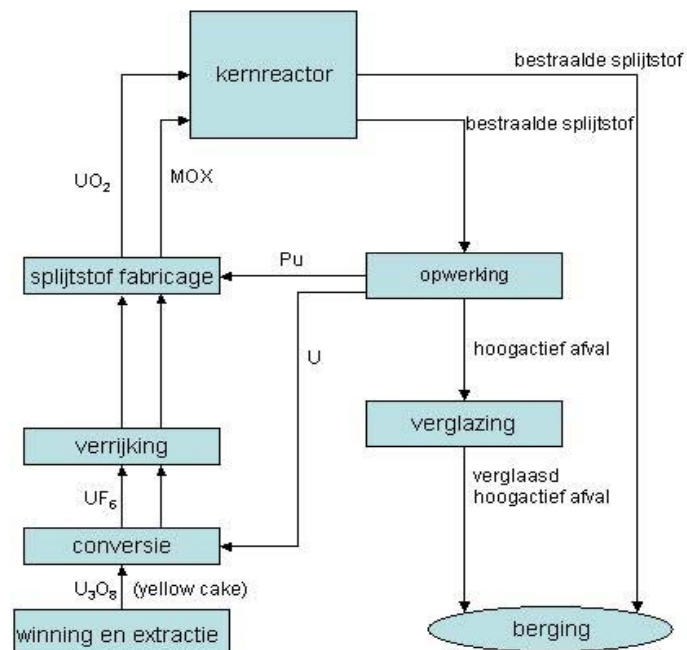 kernreactor
bestraalde splijtstof
bestraalde splijtstof
UO₂
MOX
splijtstof fabricage
Pu
opwerking
U
hoogactief afval
verrijking
verglazing
UF₆
verglaasd
hoogactief afval
conversie
U₃O₈ (yellow cake)
winning en extractie
berging